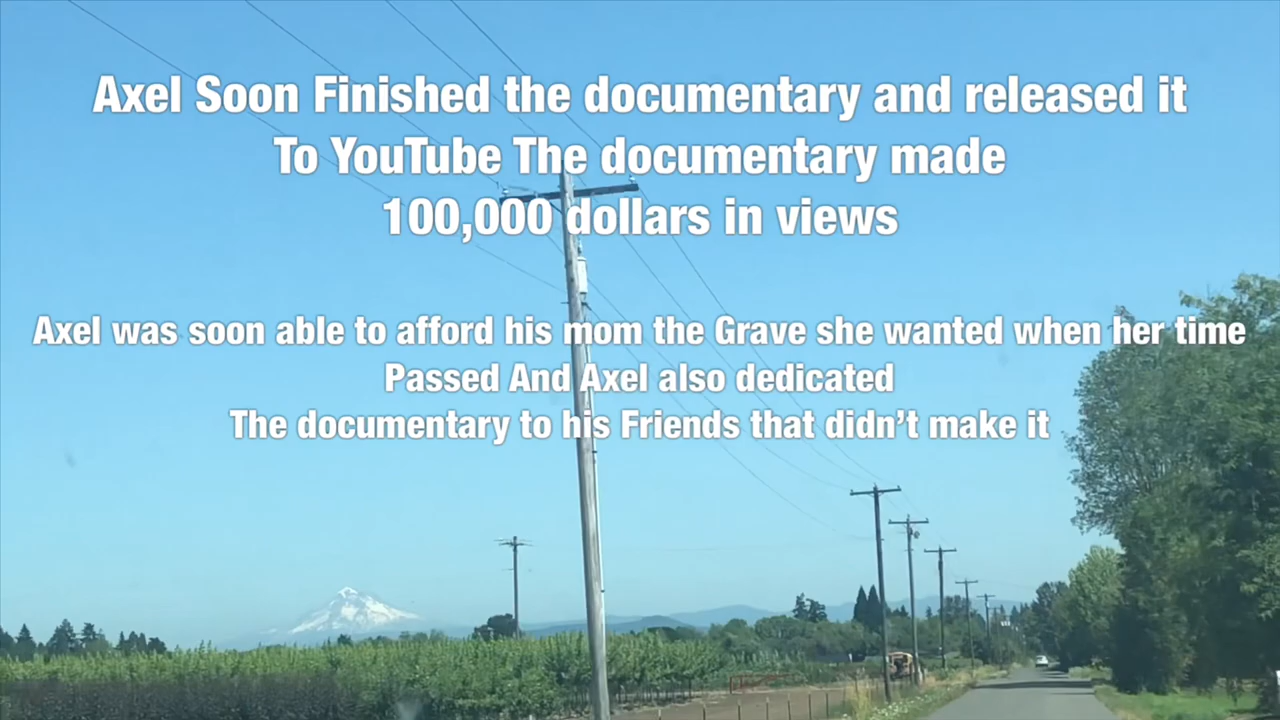 Axel Soon Finished the documentary and released it
To YouTube The documentary made
100,000 dollars in views
Axel was soon able to afford his mom the Grave she wanted when her time
Passed And Axel also dedicated
The documentary to his Friends that didn’t make it